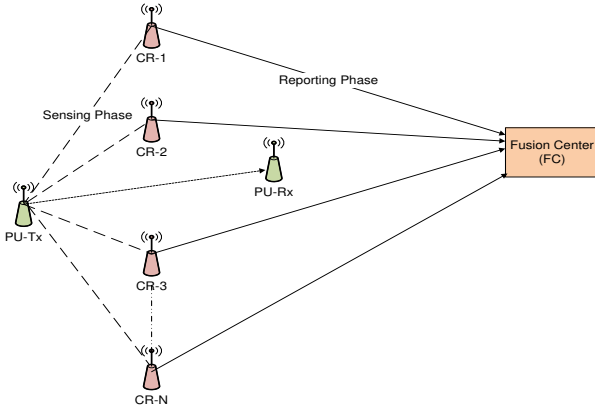 CR-1
Reporting Phase
Sensing Phase
CR-2
Fusion Center
(FC)
PU-Rx
PU-Tx
CR-3
CR-N